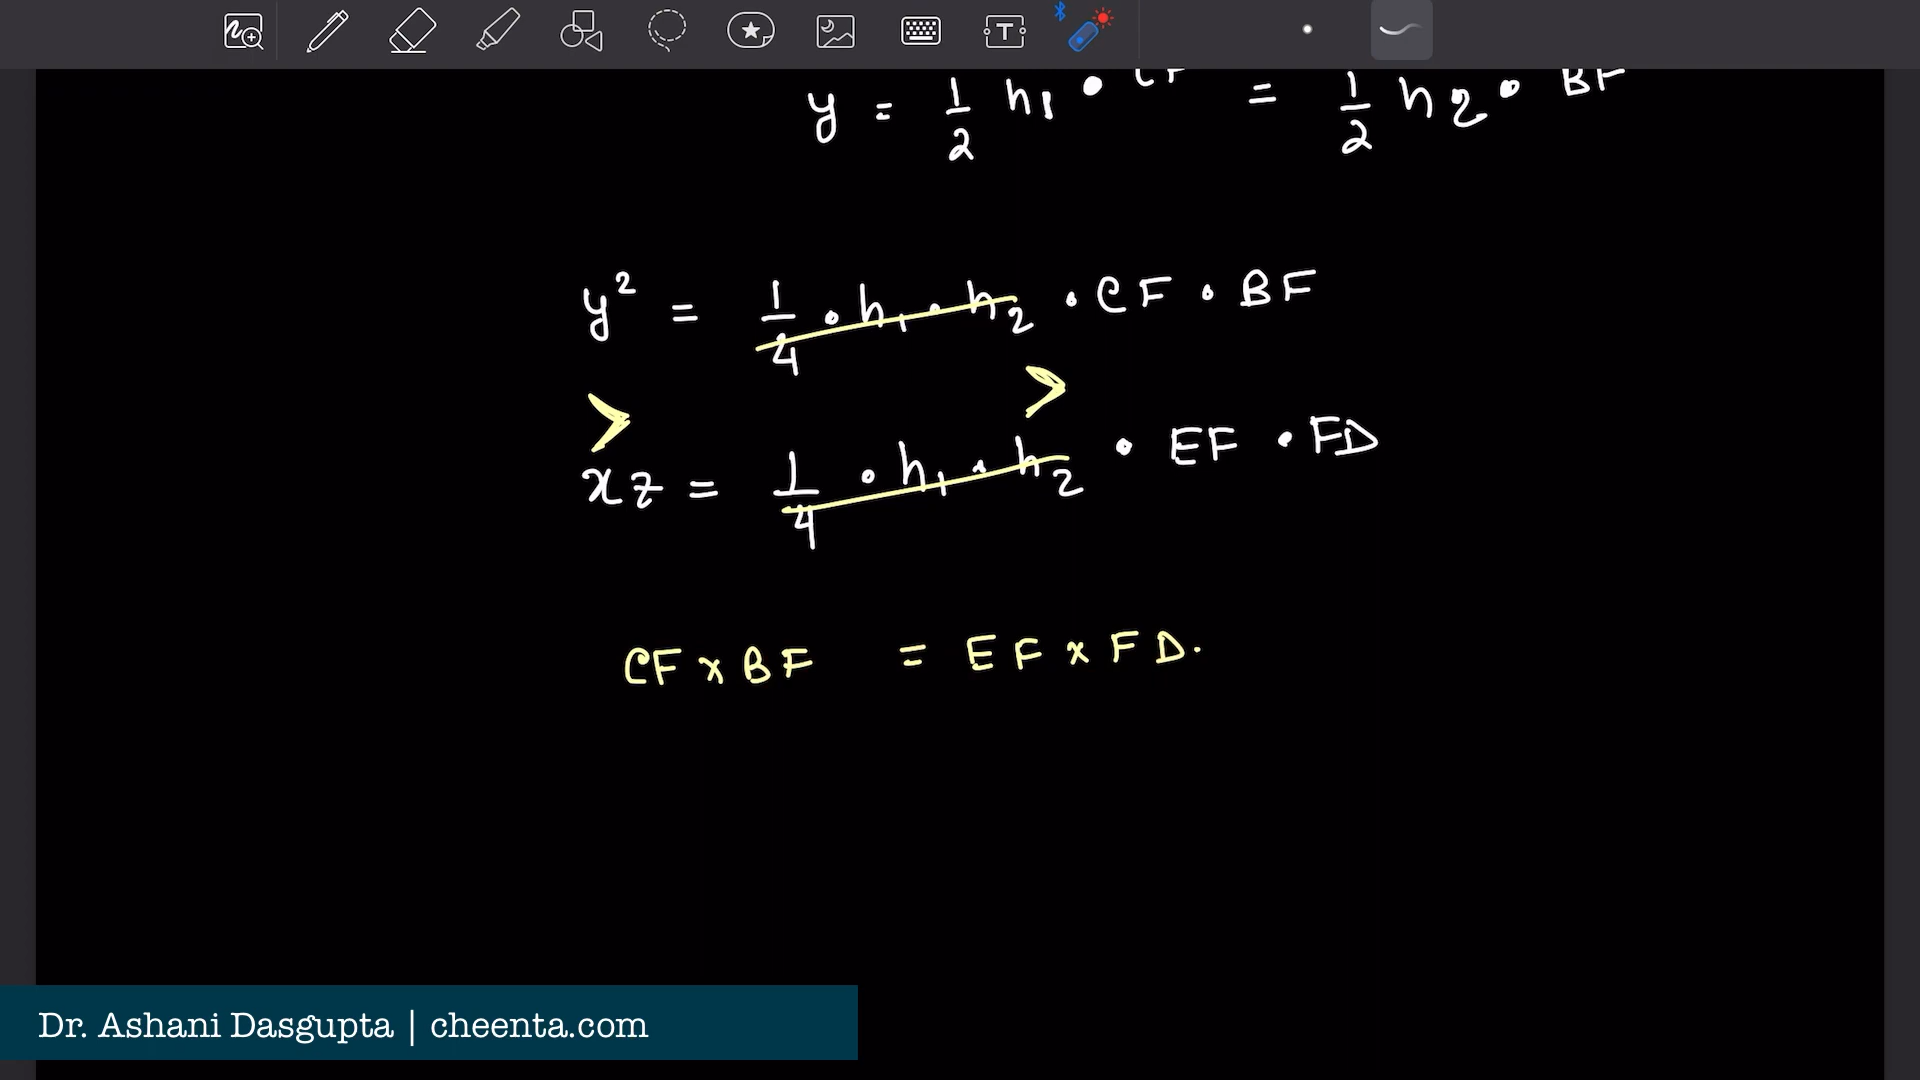 y = 1/2 h₁ • CF = 1/2 h₂ • BF
y² = 1/4 • h₁ • h₂ • CF • BF
> >
xz = 1/4 • h₁ • h₂ • EF • FD
CF x BF = EF x FD.
Dr. Ashani Dasgupta | cheenta.com